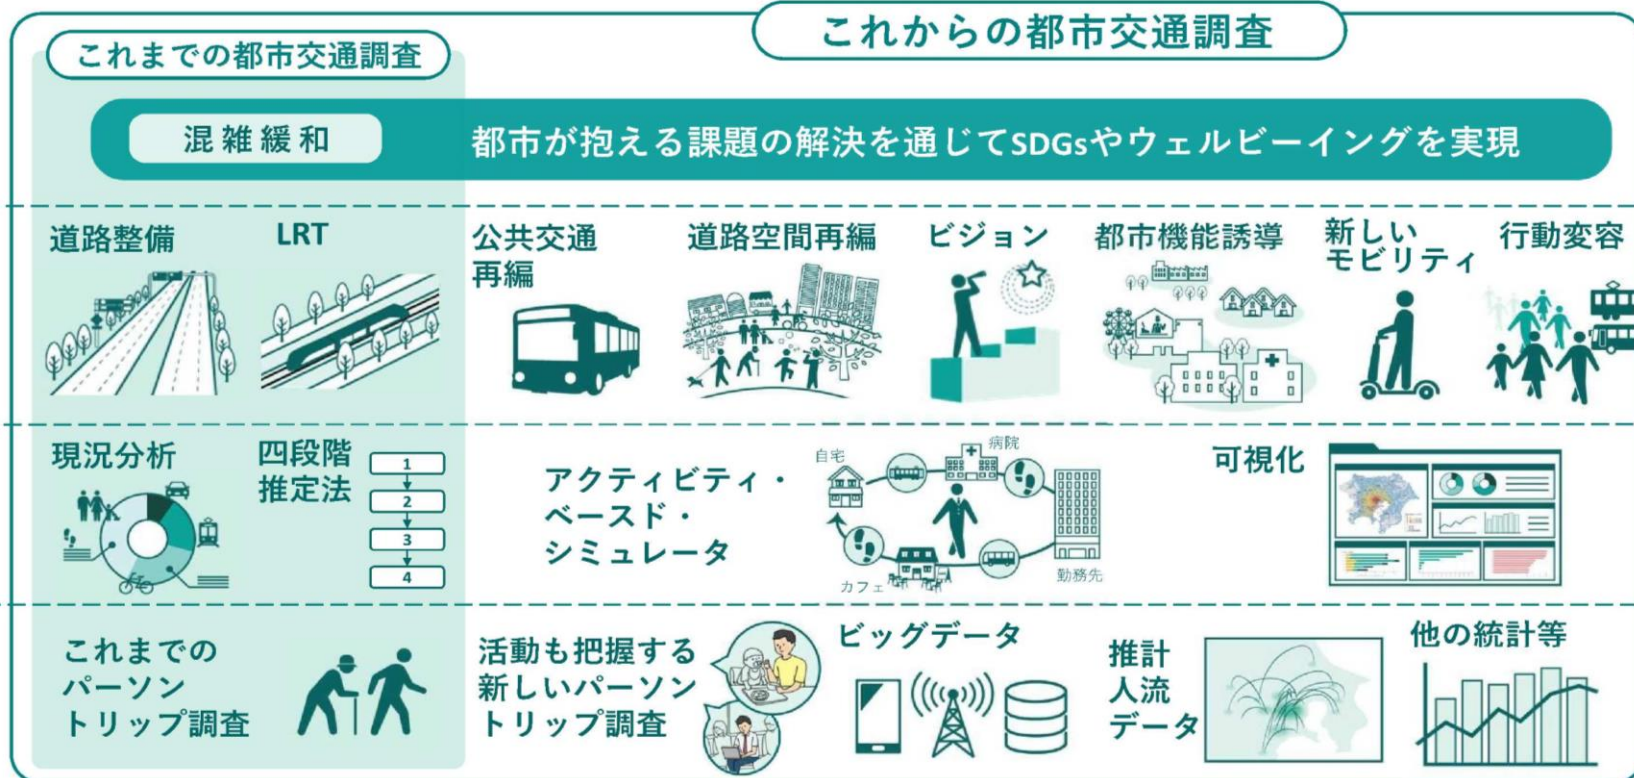 これからの都市交通調査
これまでの都市交通調査
混雑緩和
都市が抱える課題の解決を通じてSDGsやウェルビーイングを実現
道路整備
LRT
公共交通
再編
道路空間再編
ビジョン
都市機能誘導
新しい
モビリティ
行動変容
現況分析
四段階
推定法
1
2
3
4
アクティビティ・
ベースド・
シミュレータ
自宅
病院
カフェ
勤務先
可視化
これまでの
パーソン
トリップ調査
活動も把握する
新しいパーソン
トリップ調査
ビッグデータ
推計
人流
データ
他の統計等